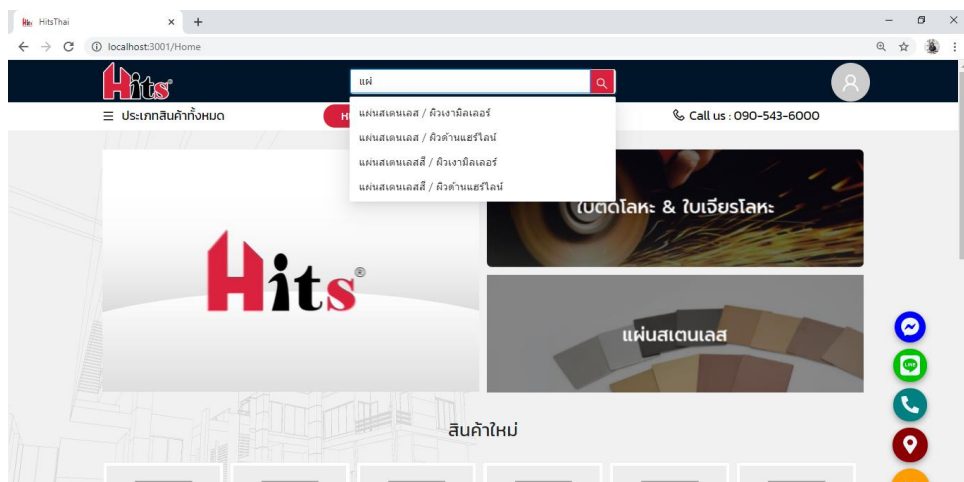 HitsThai
localhost:3001/Home
Hits
แผ่
ประเภทสินค้าทั้งหมด
H
Call us : 090-543-6000
แผ่นสเตนเลส / ผิวเงามิลเลอร์
แผ่นสเตนเลส / ผิวด้านแฮร์ไลน์
แผ่นสเตนเลสสี / ผิวเงามิลเลอร์
แผ่นสเตนเลสสี / ผิวด้านแฮร์ไลน์
ใบตัดโลหะ & ใบเจียรโลหะ
Hits®
แผ่นสเตนเลส
LINE
สินค้าใหม่